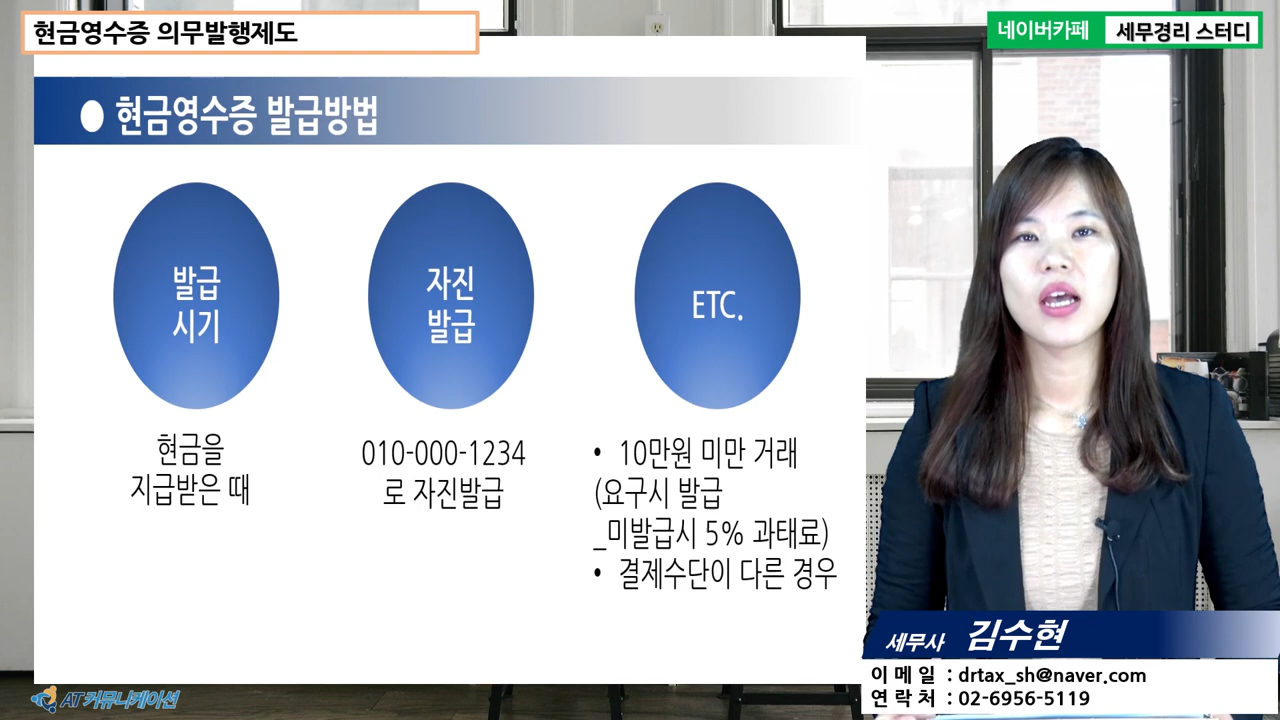 현금영수증 의무발행제도
네이버카페 세무경리 스터디
● 현금영수증 발급방법
발급
시기
현금을
지급받은 때
자진
발급
010-000-1234
로 자진발급
ETC.
• 10만원 미만 거래
(요구시 발급
_미발급시 5% 과태료)
• 결제수단이 다른 경우
세무사 김수현
이 메 일 : drtax_sh@naver.com
연 락 처 : 02-6956-5119
AT커뮤니케이션